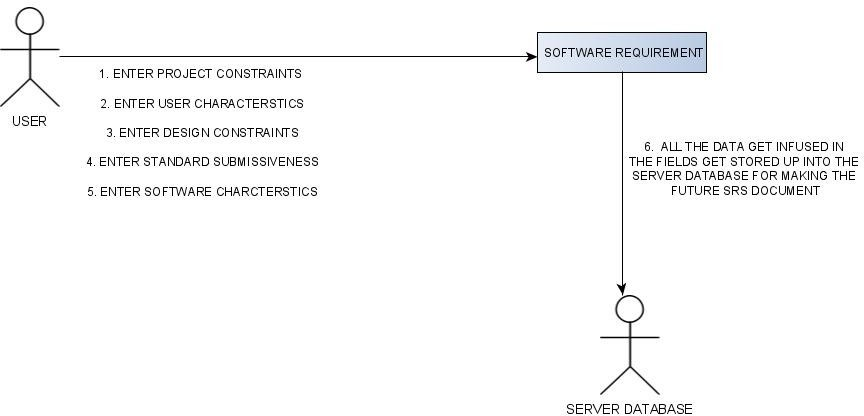 SOFTWARE REQUIREMENT
1. ENTER PROJECT CONSTRAINTS
2. ENTER USER CHARACTERSTICS
USER
3. ENTER DESIGN CONSTRAINTS
4. ENTER STANDARD SUBMISSIVENESS
5. ENTER SOFTWARE CHARCTERSTICS
6. ALL THE DATA GET INFUSED IN
THE FIELDS GET STORED UP INTO THE
SERVER DATABASE FOR MAKING THE
FUTURE SRS DOCUMENT
SERVER DATABASE